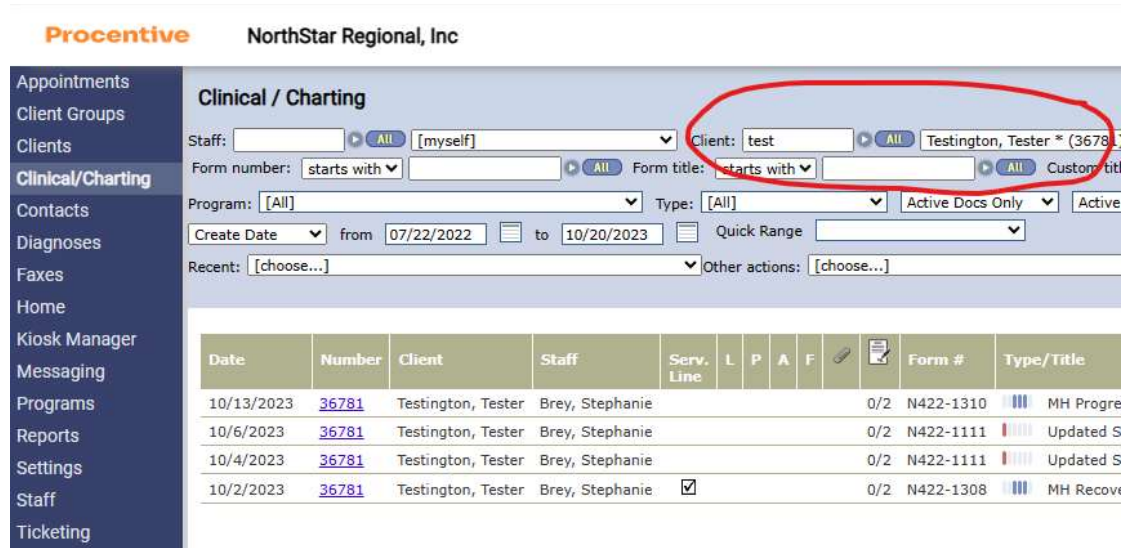 Procentive NorthStar Regional, Inc
Appointments
Client Groups
Clients
Clinical/Charting
Contacts
Diagnoses
Faxes
Home
Kiosk Manager
Messaging
Programs
Reports
Settings
Staff
Ticketing
Clinical / Charting
Staff: All [myself] Client: test All Testington, Tester * (36781)
Form number: starts with All Form title: starts with All Custom titl
Program: [All] Type: [All] Active Docs Only Active
Create Date from 07/22/2022 to 10/20/2023 Quick Range
Recent: [choose...] Other actions: [choose...]
Date Number Client Staff Serv. Line L P A F Form # Type/Title
10/13/2023 36781 Testington, Tester Brey, Stephanie 0/2 N422-1310 MH Progre
10/6/2023 36781 Testington, Tester Brey, Stephanie 0/2 N422-1111 Updated S
10/4/2023 36781 Testington, Tester Brey, Stephanie 0/2 N422-1111 Updated S
10/2/2023 36781 Testington, Tester Brey, Stephanie 0/2 N422-1308 MH Recove